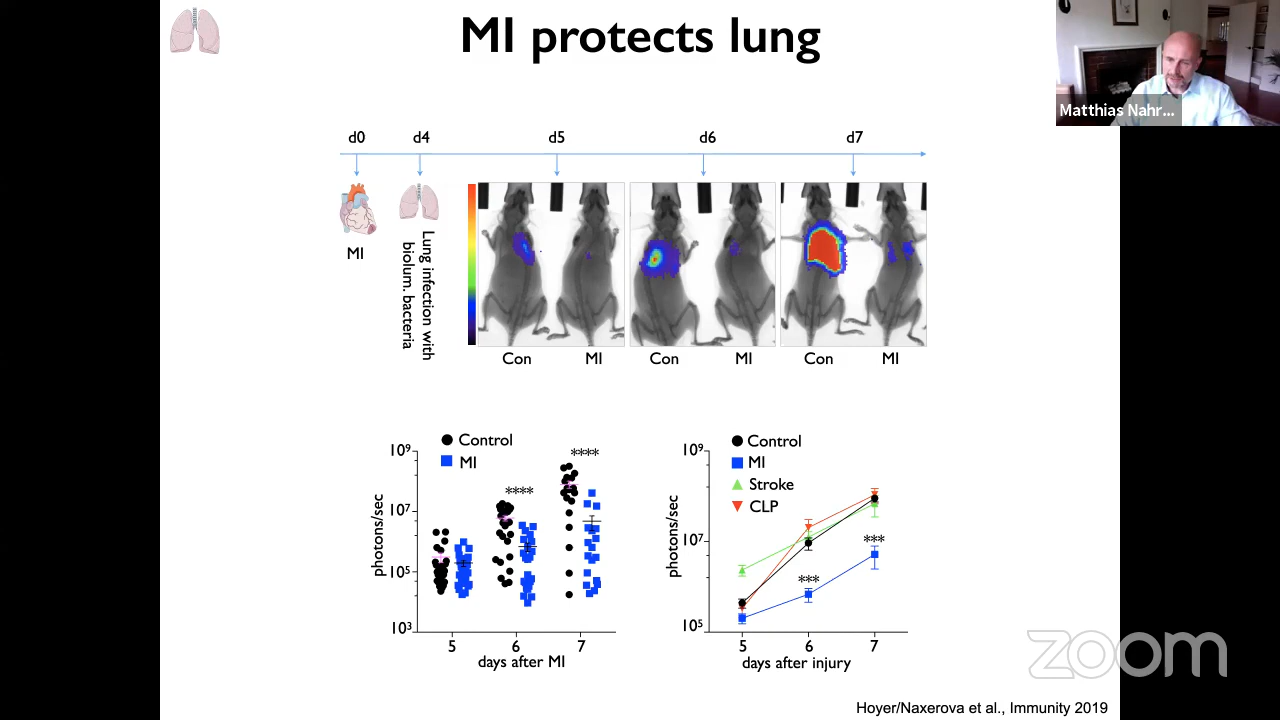 MI protects lung
Matthias Nahr...
d0
d4
d5
d6
d7
MI
Lung infection with
biolum. bacteria
Con
MI
Con
MI
Con
MI
Control
MI
****
****
10⁹
10⁷
10⁵
10³
photons/sec
5
6
7
days after MI
Control
MI
Stroke
CLP
***
***
10⁹
10⁷
10⁵
photons/sec
5
6
7
days after injury
zoom
Hoyer/Naxerova et al., Immunity 2019